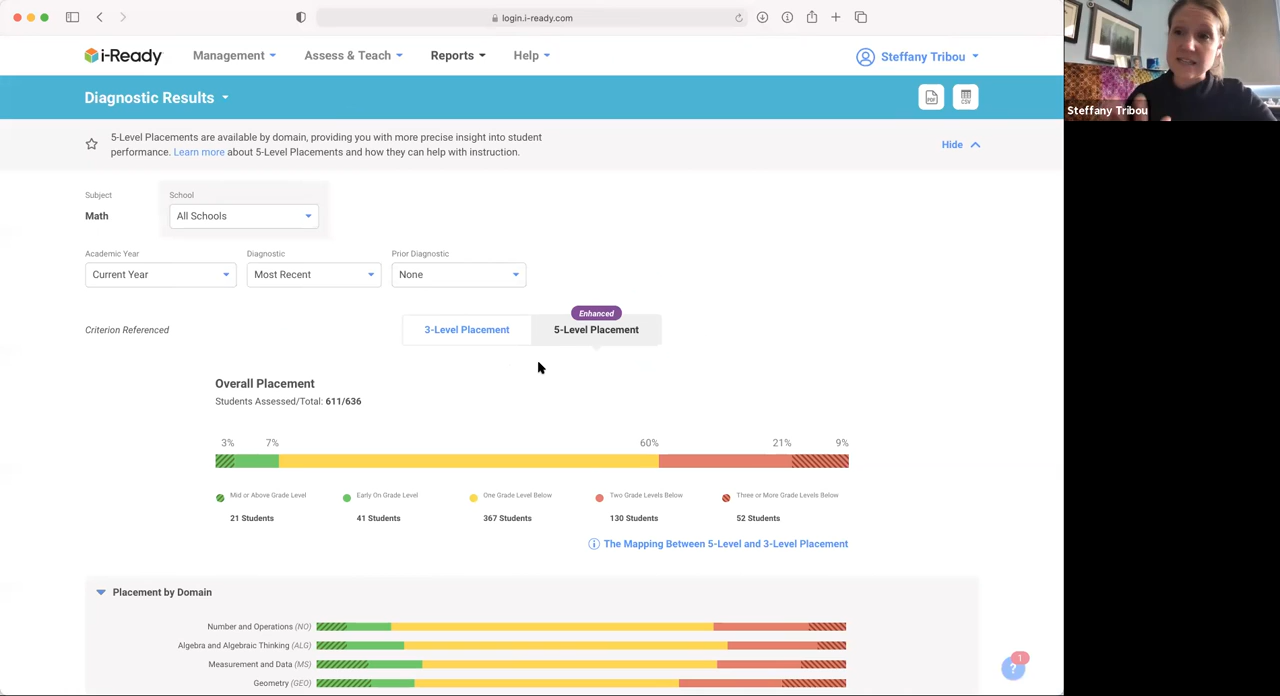 login.i-ready.com
i-Ready
Management
Assess & Teach
Reports
Help
Steffany Tribou
Diagnostic Results
PDF
CSV
5-Level Placements are available by domain, providing you with more precise insight into student
performance. Learn more about 5-Level Placements and how they can help with instruction.
Hide
Subject
Math
School
All Schools
Academic Year
Current Year
Diagnostic
Most Recent
Prior Diagnostic
None
Criterion Referenced
3-Level Placement
Enhanced
5-Level Placement
Overall Placement
Students Assessed/Total: 611/636
3% 7% 60% 21% 9%
Mid or Above Grade Level
21 Students
Early On Grade Level
41 Students
One Grade Level Below
367 Students
Two Grade Levels Below
130 Students
Three or More Grade Levels Below
52 Students
The Mapping Between 5-Level and 3-Level Placement
Placement by Domain
Number and Operations (NO)
Algebra and Algebraic Thinking (ALG)
Measurement and Data (MS)
Geometry (GEO)
?
1
Steffany Tribou